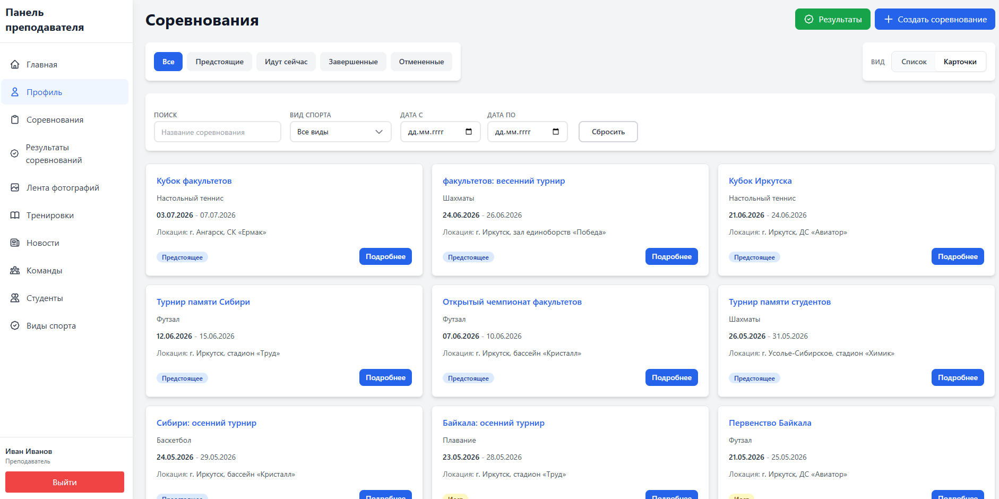 Панель
преподавателя
Главная
Профиль
Соревнования
Результаты
соревнований
Лента фотографий
Тренировки
Новости
Команды
Студенты
Виды спорта
Иван Иванов
Преподаватель
Выйти
Соревнования
Результаты
Создать соревнование
Все Предстоящие Идут сейчас Завершенные Отмененные
ВИД Список Карточки
ПОИСК ВИД СПОРТА ДАТА С ДАТА ПО
Название соревнования Все виды дд.мм.гггг дд.мм.гггг Сбросить
Кубок факультетов
Настольный теннис
03.07.2026 - 07.07.2026
Локация: г. Ангарск, СК «Ермак»
Предстоящее Подробнее
факультетов: весенний турнир
Шахматы
24.06.2026 - 26.06.2026
Локация: г. Иркутск, зал единоборств «Победа»
Предстоящее Подробнее
Кубок Иркутска
Настольный теннис
21.06.2026 - 24.06.2026
Локация: г. Иркутск, ДС «Авиатор»
Предстоящее Подробнее
Турнир памяти Сибири
Футзал
12.06.2026 - 15.06.2026
Локация: г. Иркутск, стадион «Труд»
Предстоящее Подробнее
Открытый чемпионат факультетов
Футзал
07.06.2026 - 10.06.2026
Локация: г. Иркутск, бассейн «Кристалл»
Предстоящее Подробнее
Турнир памяти студентов
Шахматы
26.05.2026 - 31.05.2026
Локация: г. Усолье-Сибирское, стадион «Химик»
Предстоящее Подробнее
Сибири: осенний турнир
Баскетбол
24.05.2026 - 29.05.2026
Локация: г. Иркутск, бассейн «Кристалл»
Предстоящее Подробнее
Байкала: осенний турнир
Плавание
23.05.2026 - 28.05.2026
Локация: г. Иркутск, стадион «Труд»
Подробнее
Первенство Байкала
Футзал
21.05.2026 - 25.05.2026
Локация: г. Иркутск, ДС «Авиатор»
Подробнее